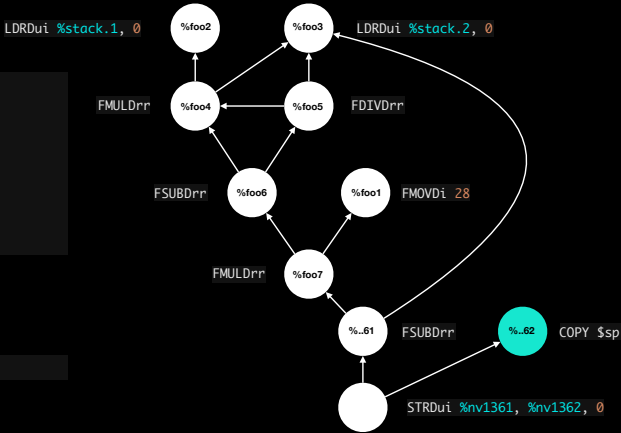 LDRDui %stack.1, 0
%foo2
%foo3
LDRDui %stack.2, 0
FMULDrr
%foo4
%foo5
FDIVDrr
FSUBDrr
%foo6
%foo1
FMOVDi 28
FMULDrr
%foo7
%..61
FSUBDrr
%..62
COPY $sp
STRDui %nv1361, %nv1362, 0